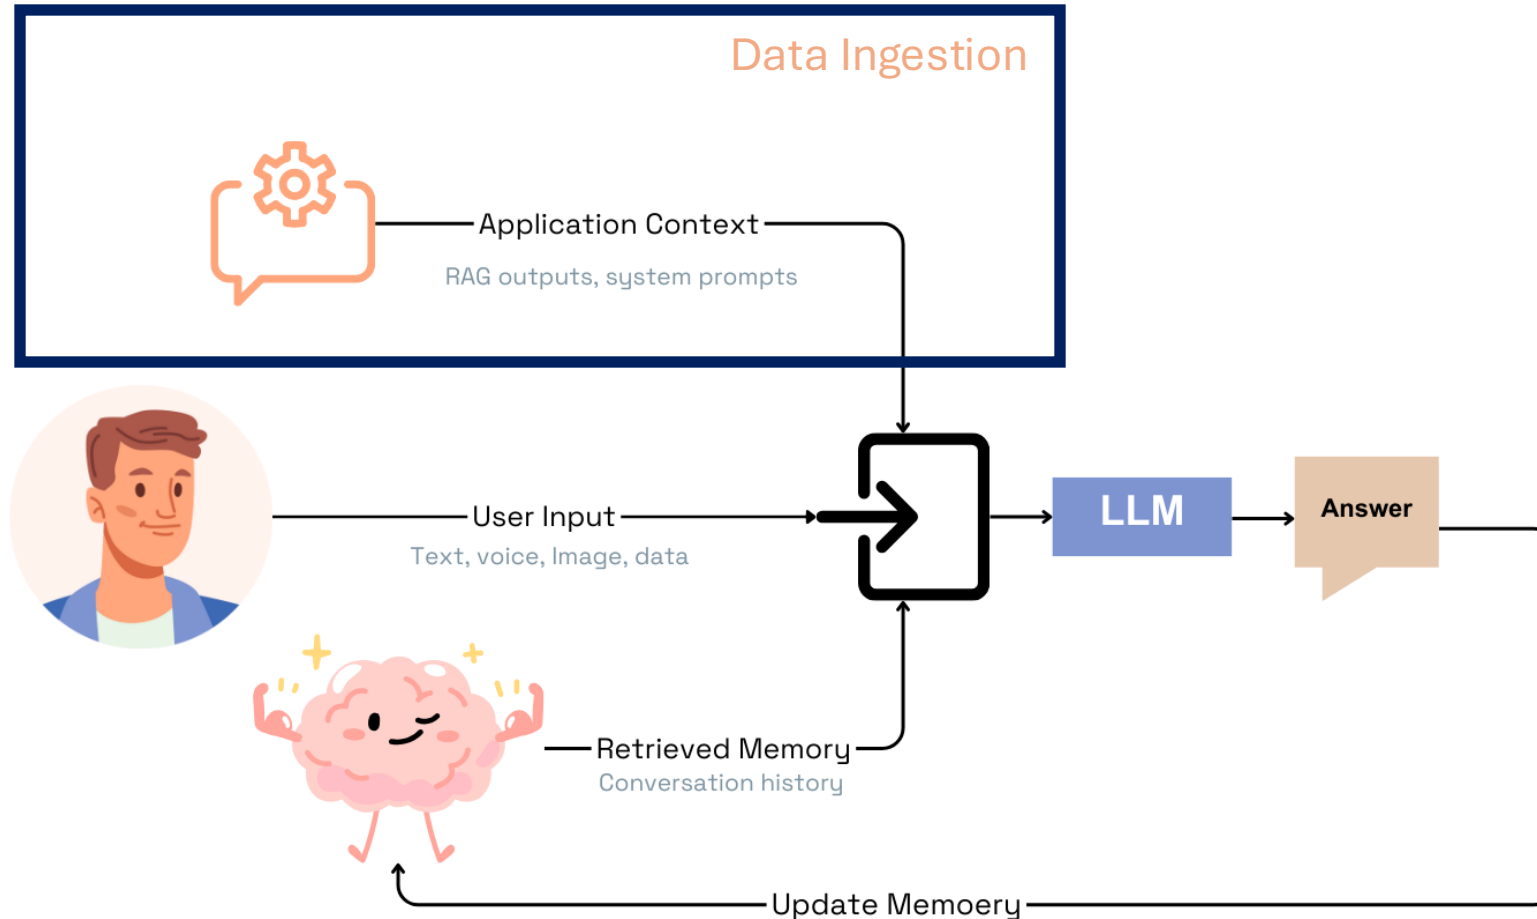 Data Ingestion
Application Context
RAG outputs, system prompts
User Input
Text, voice, Image, data
LLM
Answer
Retrieved Memory
Conversation history
Update Memoery